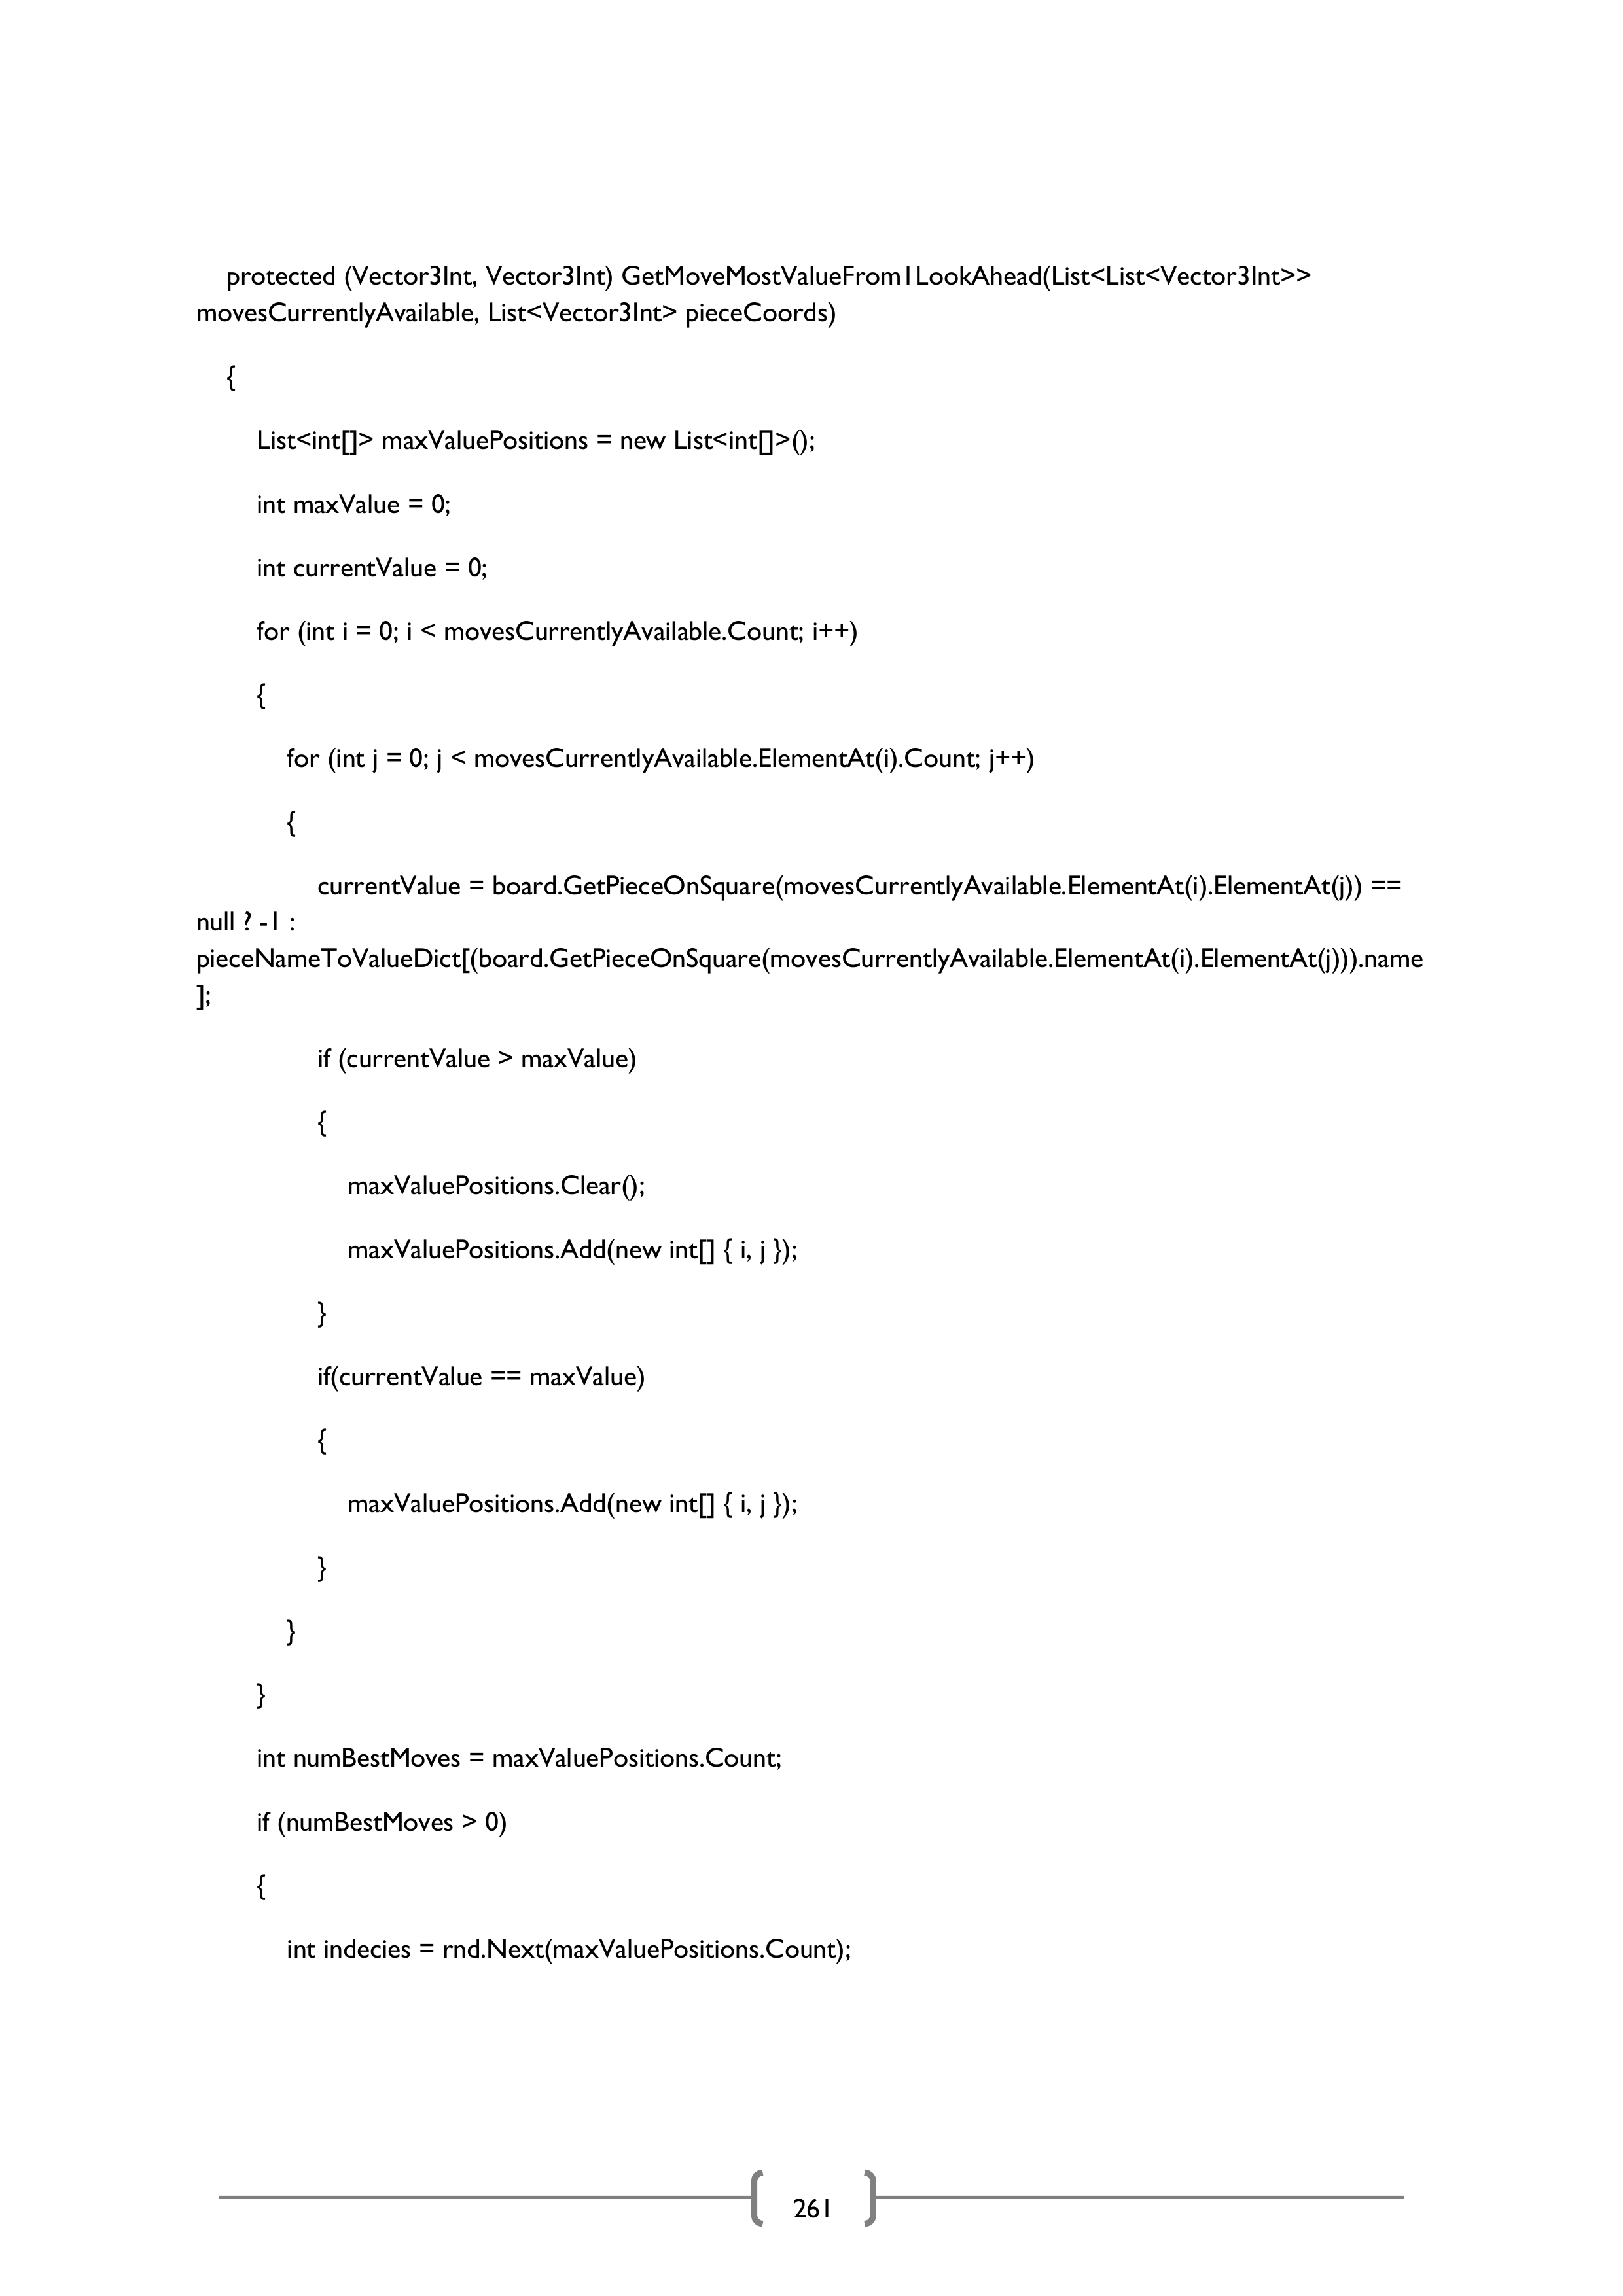 protected (Vector3Int, Vector3Int) GetMoveMostValueFrom1LookAhead(List<List<Vector3Int>>
movesCurrentlyAvailable, List<Vector3Int> pieceCoords)
{
List<int[]> maxValuePositions = new List<int[]>();
int maxValue = 0;
int currentValue = 0;
for (int i = 0; i < movesCurrentlyAvailable.Count; i++)
{
for (int j = 0; j < movesCurrentlyAvailable.ElementAt(i).Count; j++)
{
currentValue = board.GetPieceOnSquare(movesCurrentlyAvailable.ElementAt(i).ElementAt(j)) ==
null ? -1 :
pieceNameToValueDict[(board.GetPieceOnSquare(movesCurrentlyAvailable.ElementAt(i).ElementAt(j))).name
];
if (currentValue > maxValue)
{
maxValuePositions.Clear();
maxValuePositions.Add(new int[] { i, j });
}
if(currentValue == maxValue)
{
maxValuePositions.Add(new int[] { i, j });
}
}
}
int numBestMoves = maxValuePositions.Count;
if (numBestMoves > 0)
{
int indecies = rnd.Next(maxValuePositions.Count);
261